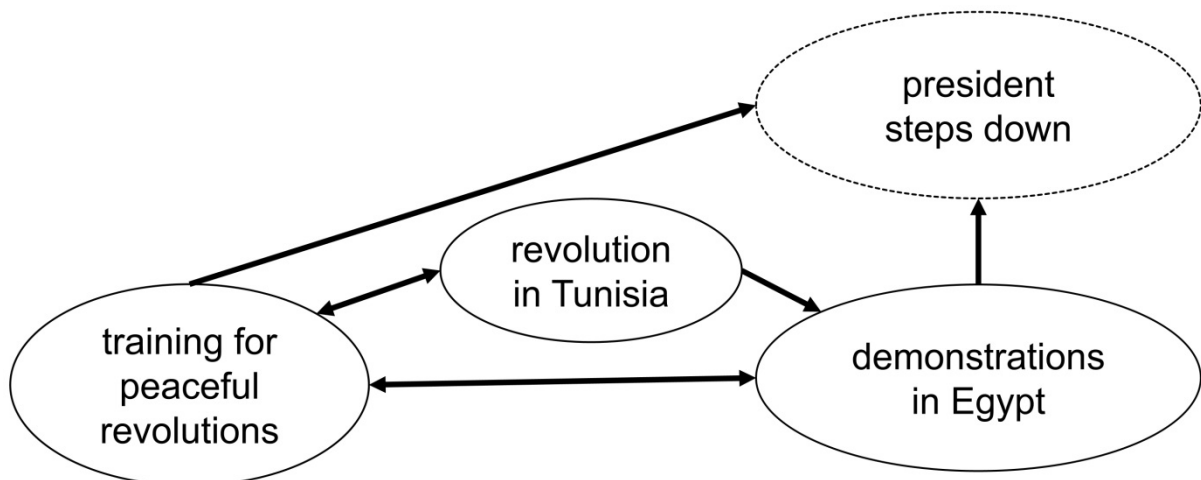 president
steps down
revolution
in Tunisia
training for
peaceful
revolutions
demonstrations
in Egypt